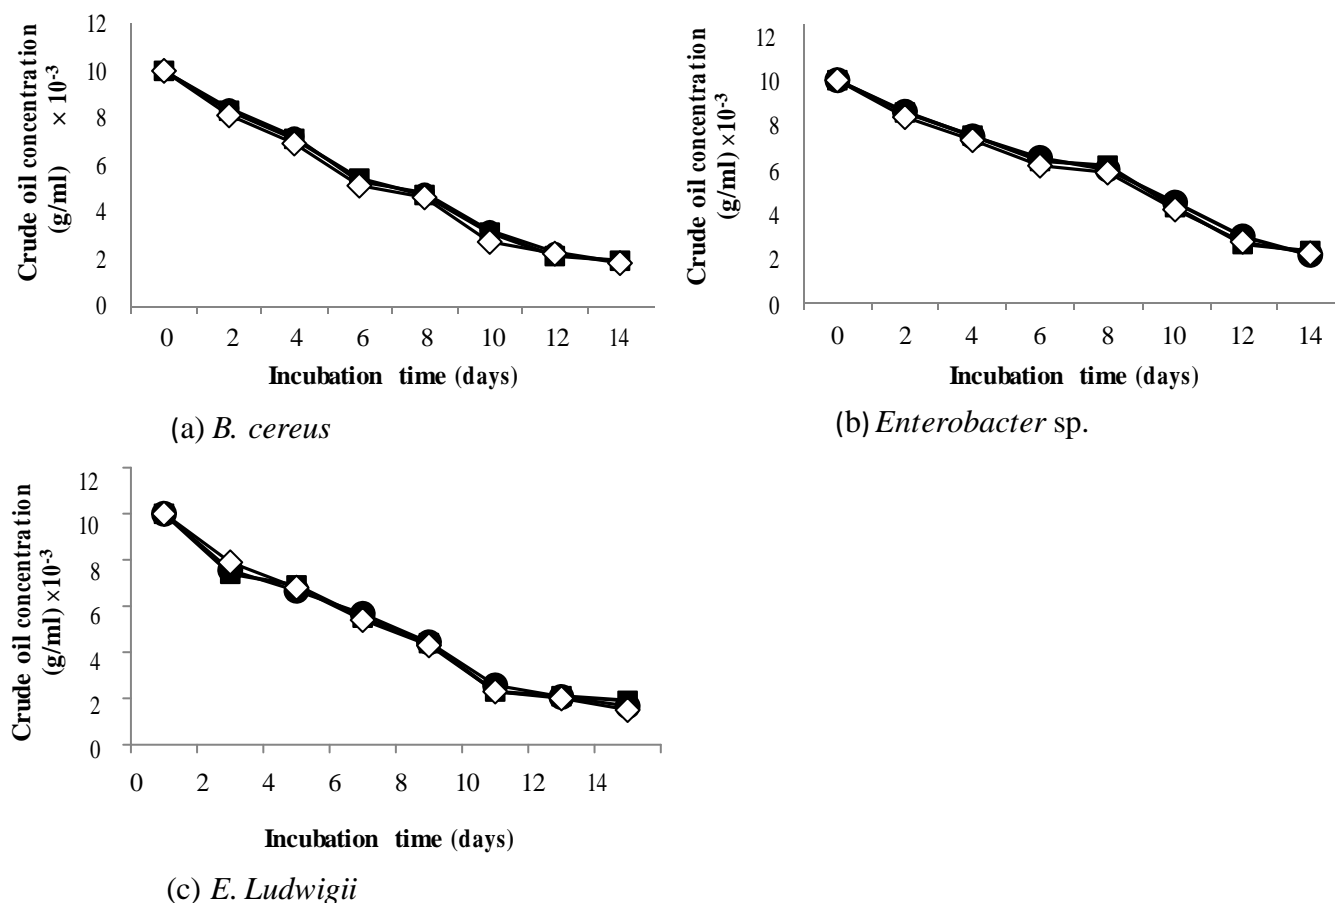 Crude oil concentration
(g/ml) × 10-3
12
10
8
6
4
2
0
0 2 4 6 8 10 12 14
Incubation time (days)
(a) B. cereus
Crude oil concentration
(g/ml) ×10-3
12
10
8
6
4
2
0
0 2 4 6 8 10 12 14
Incubation time (days)
(b) Enterobacter sp.
Crude oil concentration
(g/ml) ×10-3
12
10
8
6
4
2
0
0 2 4 6 8 10 12 14
Incubation time (days)
(c) E. Ludwigii